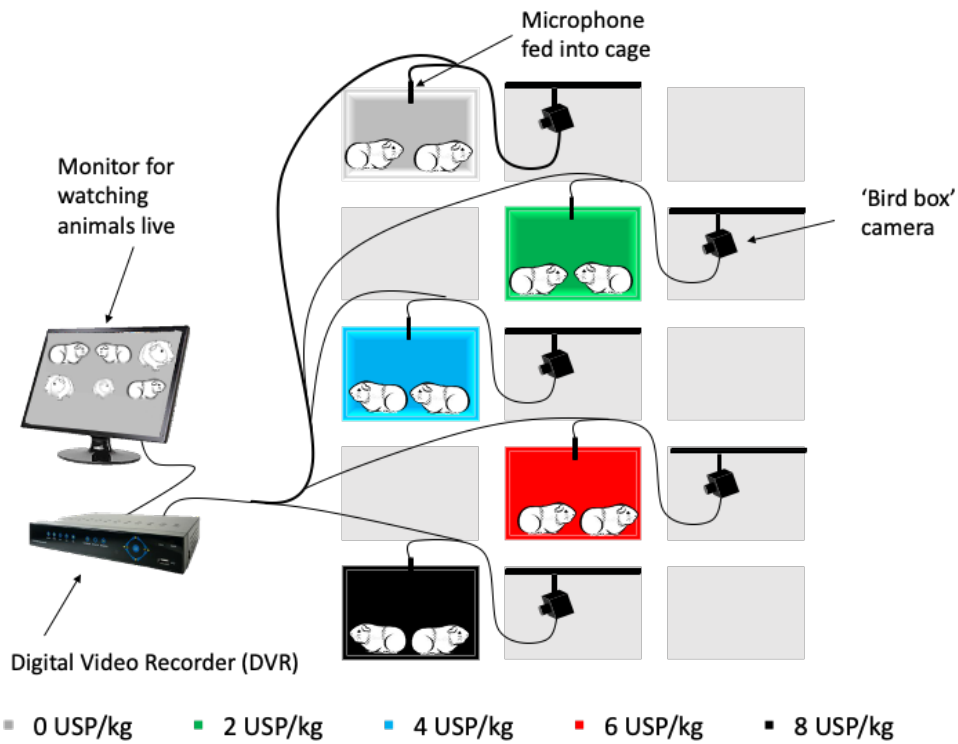 Microphone
fed into cage
Monitor for
watching
animals live
‘Bird box’
camera
Digital Video Recorder (DVR)
0 USP/kg
2 USP/kg
4 USP/kg
6 USP/kg
8 USP/kg